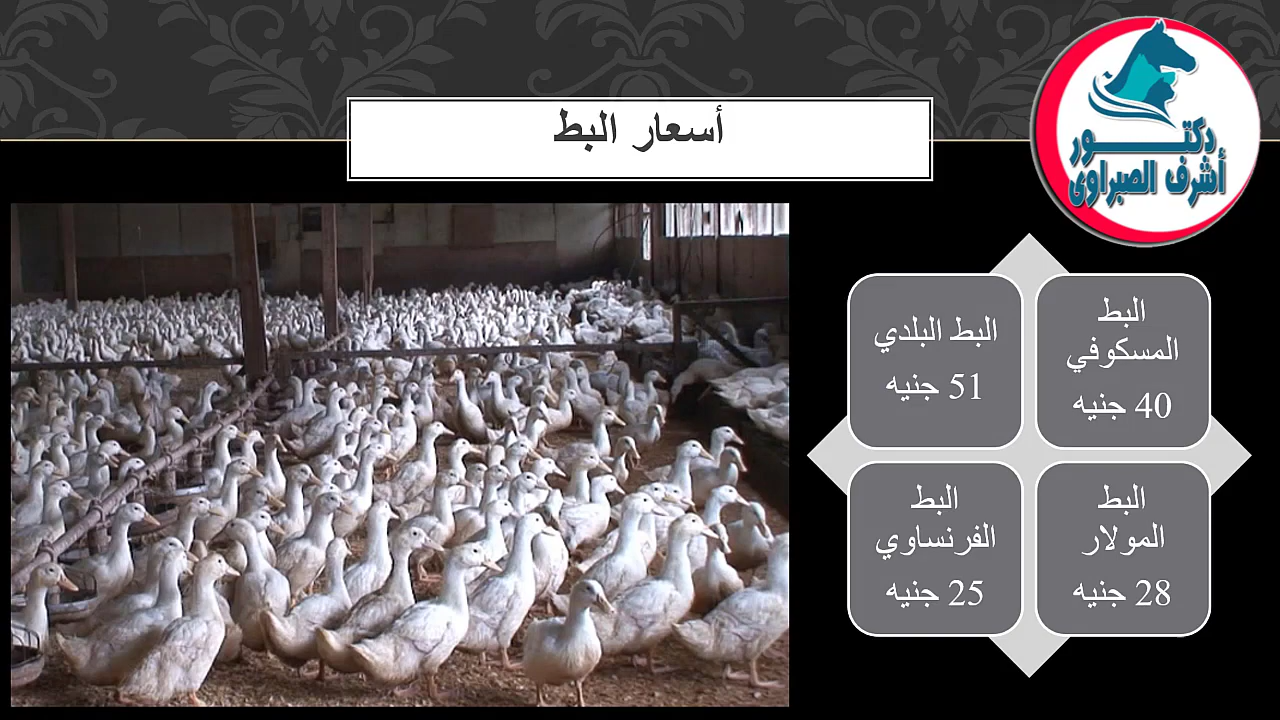 أسعار البط
دكتور
أشرف الصبراوى
البط
المسكوفي
40 جنيه
البط البلدي
51 جنيه
البط
المولار
28 جنيه
البط
الفرنساوي
25 جنيه